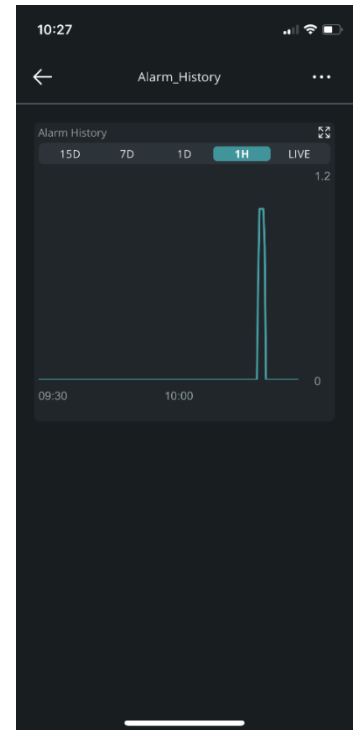 10:27
Alarm_History
Alarm History
15D 7D 1D 1H LIVE
1.2
0
09:30 10:00